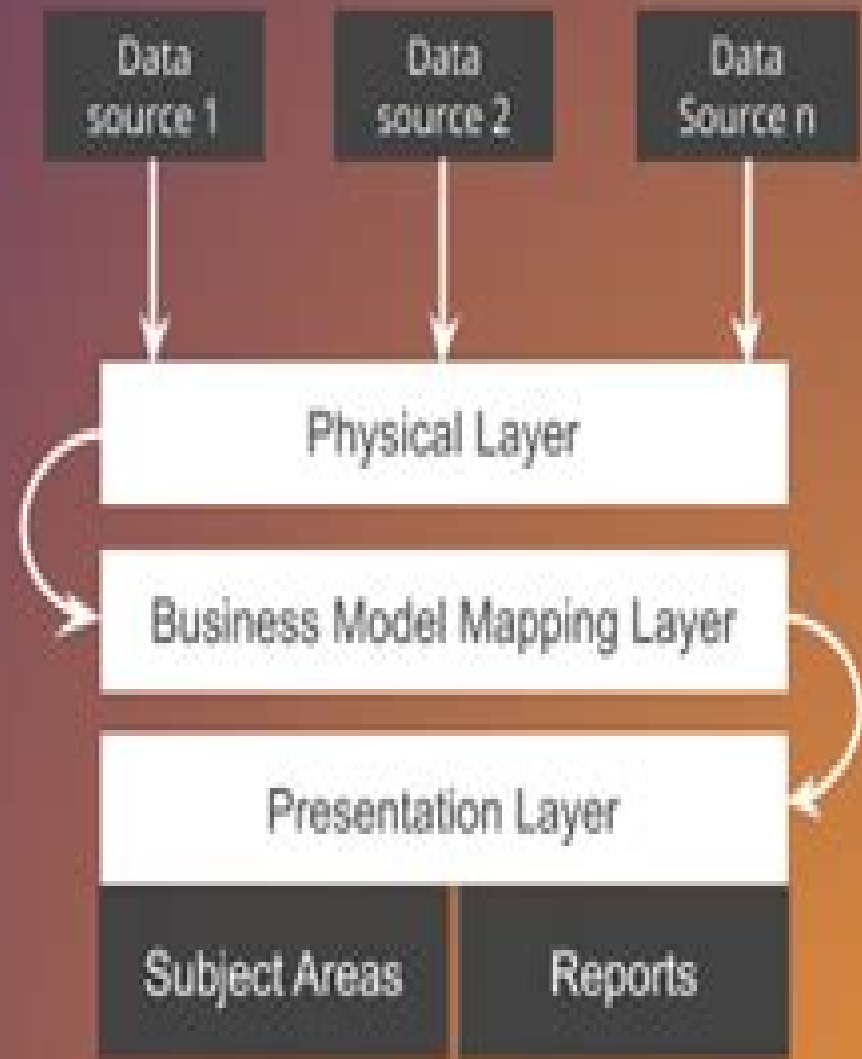 Data
source 1
Data
source 2
Data
Source n
Physical Layer
Business Model Mapping Layer
Presentation Layer
Subject Areas
Reports